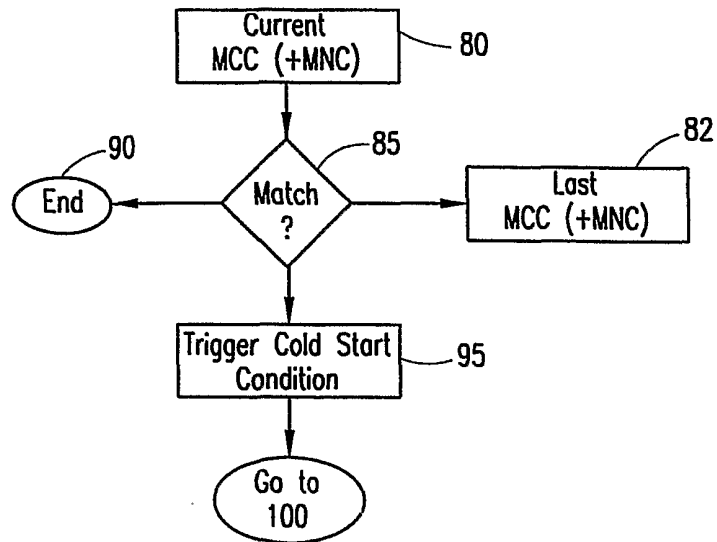 Current
MCC (+MNC)
80
90
85
82
End
Match
?
Last
MCC (+MNC)
Trigger Cold Start
Condition
95
Go to
100